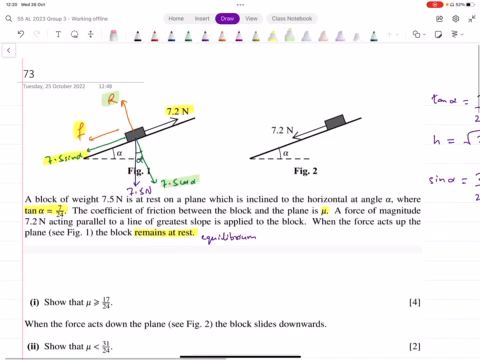 12:20 Wed 26 Oct
52%
S6 AL 2023 Group 3 - Working offline
Insert
Draw
View
Class Notebook
73
Tuesday, 25 October 2022 12:48
R
7.2 N
f
7.5 sin α
α
α
Fig. 1
7.5N
7.5 cos α
7.2 N
α
Fig. 2
tan α =
h = √
sin α =
A block of weight 7.5 N is at rest on a plane which is inclined to the horizontal at angle α, where
tan α = 7/24. The coefficient of friction between the block and the plane is μ. A force of magnitude
7.2 N acting parallel to a line of greatest slope is applied to the block. When the force acts up the
plane (see Fig. 1) the block remains at rest.
equilibrium
(i) Show that μ ⩾ 17/24. [4]
When the force acts down the plane (see Fig. 2) the block slides downwards.
(ii) Show that μ < 31/24. [2]